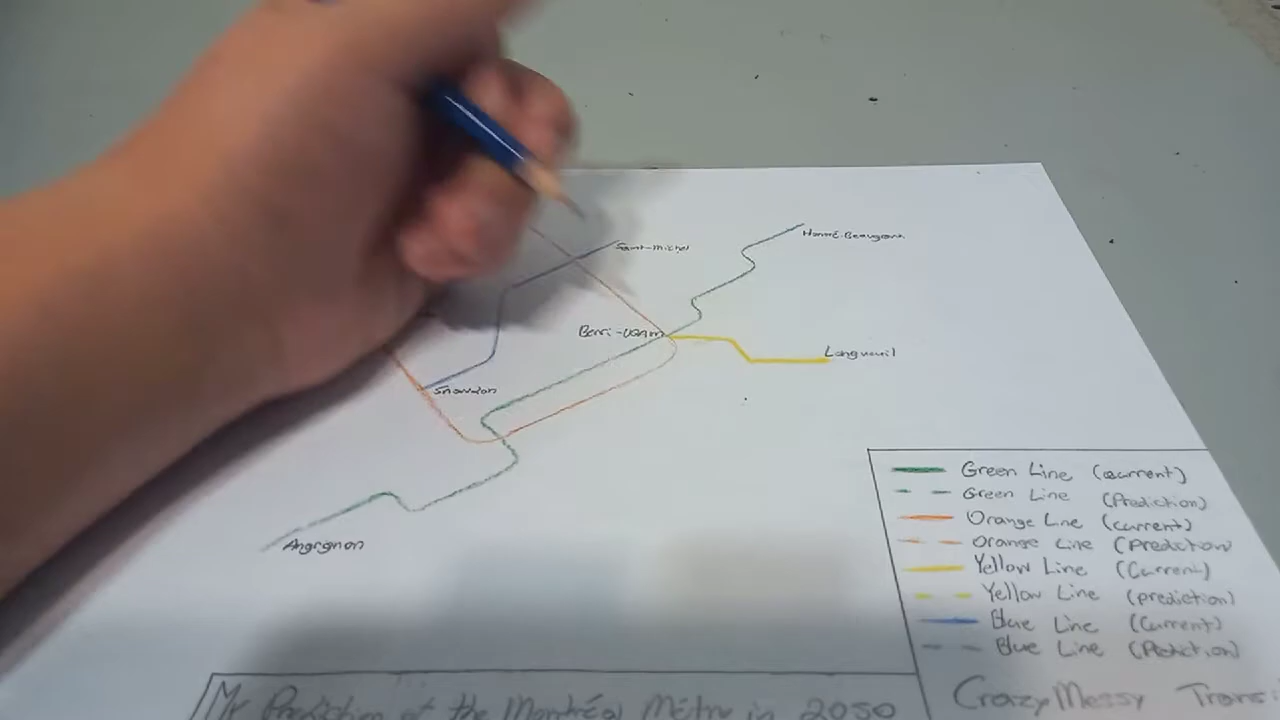 Saint-Michel
Honoré-Beaugrand
Berri-UQAM
Longueuil
Snowdon
Angrignon
Green Line (current)
Green Line (Prediction)
Orange Line (current)
Orange Line (Prediction)
Yellow Line (Current)
Yellow Line (prediction)
Blue Line (Current)
Blue Line (Pediction)
CrazyMessy Trans
My Prediction of the Montréal Métro in 2050